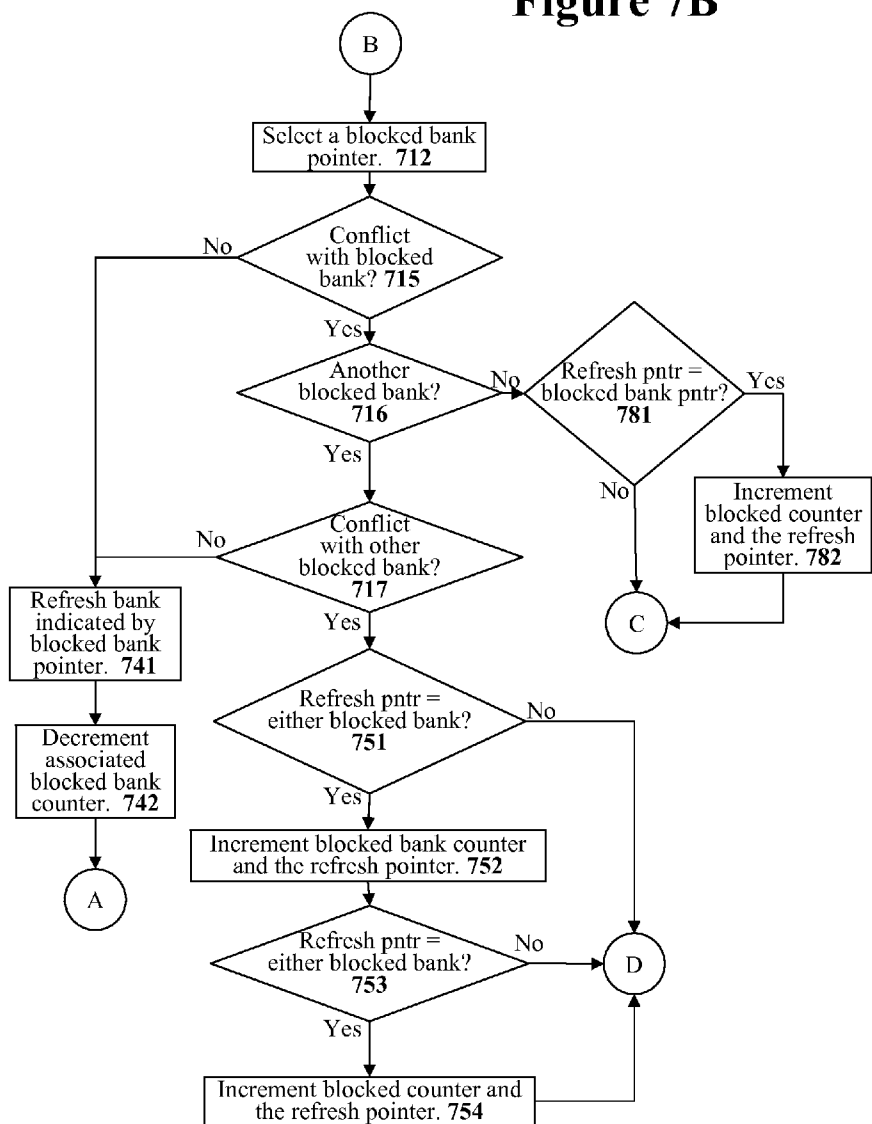 Figure 7B
B
Select a blocked bank
pointer. 712
No
Conflict
with blocked
bank? 715
Yes
Another
blocked bank?
716
No
Refresh pntr =
blocked bank pntr?
781
Yes
Yes
No
Increment
blocked counter
and the refresh
pointer. 782
No
Conflict
with other
blocked bank?
717
C
Refresh bank
indicated by
blocked bank
pointer. 741
Yes
Refresh pntr =
either blocked bank?
751
No
Decrement
associated
blocked bank
counter. 742
Yes
Increment blocked bank counter
and the refresh pointer. 752
A
Refresh pntr =
either blocked bank?
753
No
D
Yes
Increment blocked counter and
the refresh pointer. 754